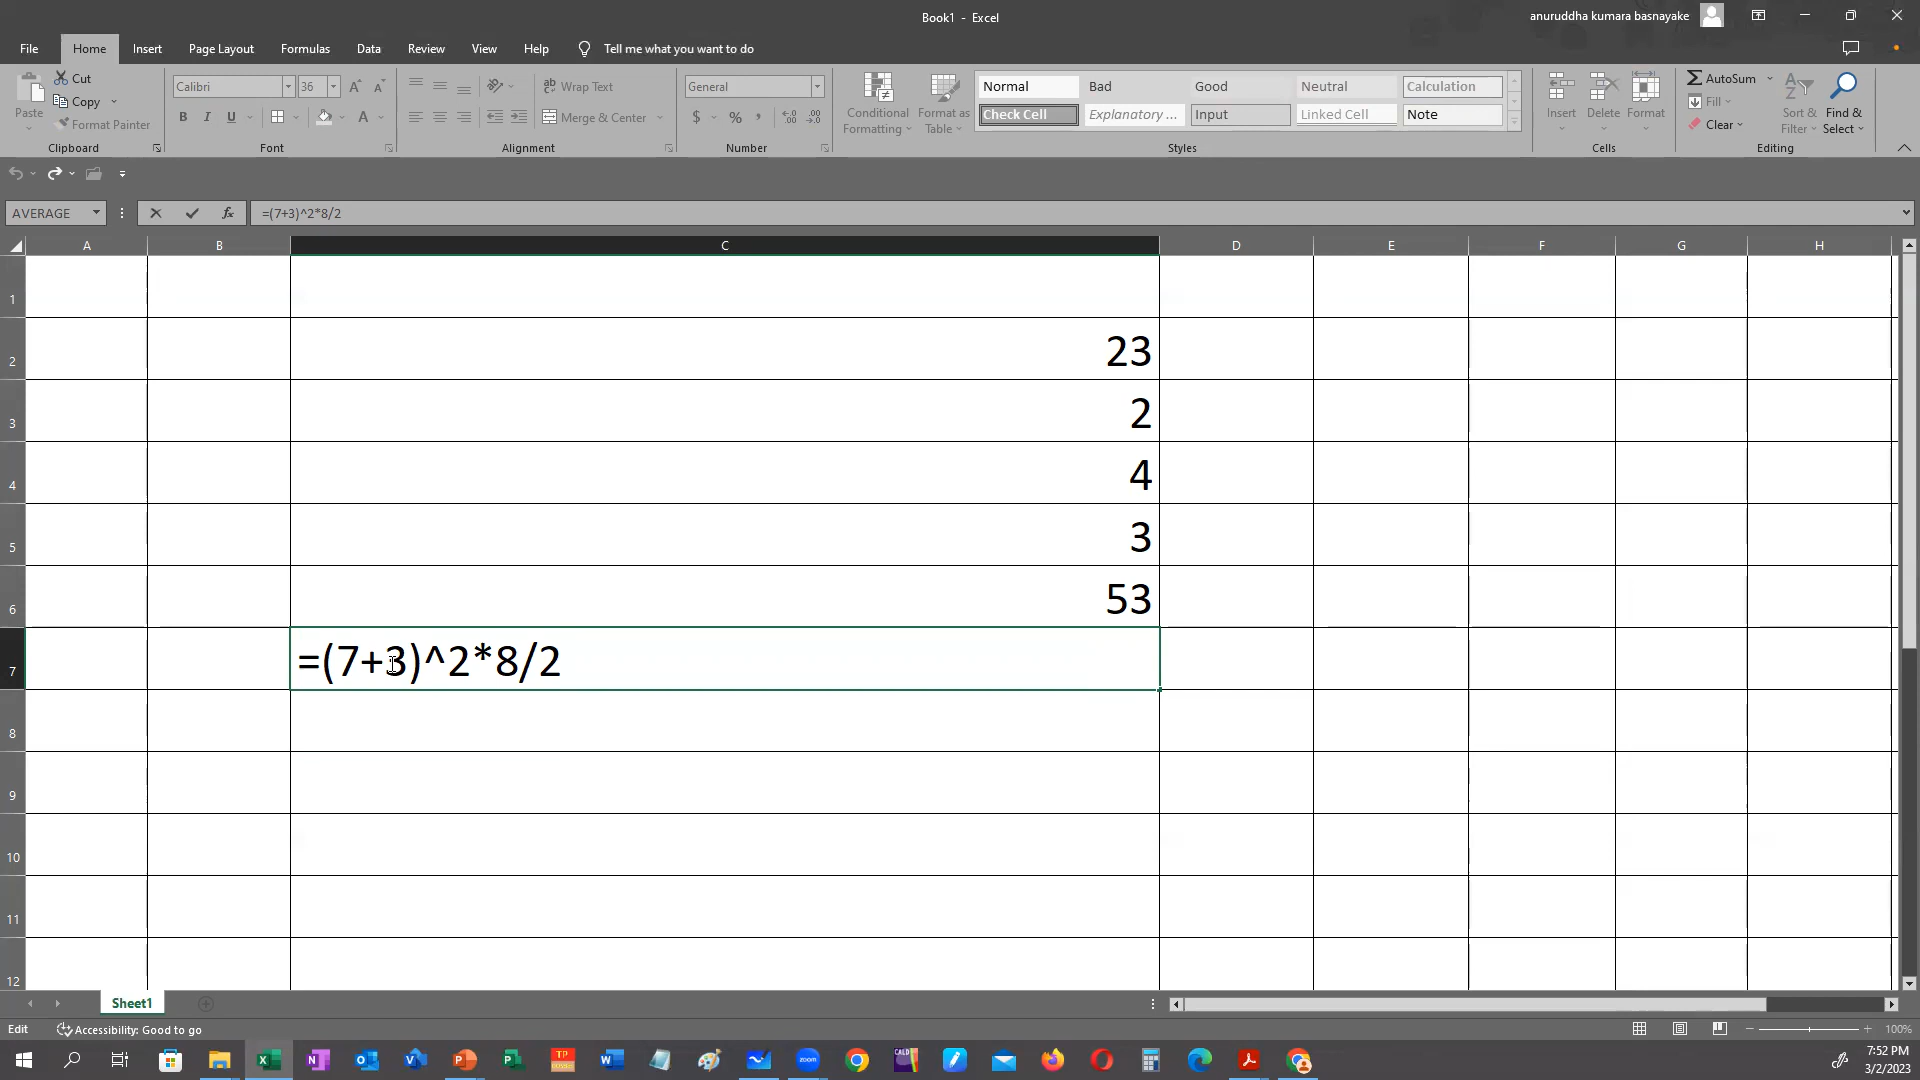 Book1 - Excel
anuruddha kumara basnayake
File Home Insert Page Layout Formulas Data Review View Help Tell me what you want to do
Paste
Cut
Copy
Format Painter
Clipboard
Calibri 36
B I U A
Font
Wrap Text
Merge & Center
Alignment
General
$ % ,
Number
Conditional Formatting
Format as Table
Normal Bad Good Neutral Calculation
Check Cell Explanatory ... Input Linked Cell Note
Styles
Insert Delete Format
Cells
AutoSum
Fill
Clear
Sort & Filter
Find & Select
Editing
AVERAGE fx =(7+3)^2*8/2
A B C D E F G H
1
2 23
3 2
4 4
5 3
6 53
7 =(7+3)^2*8/2
8
9
10
11
12
Sheet1
Edit Accessibility: Good to go 100%
7:52 PM
3/2/2023